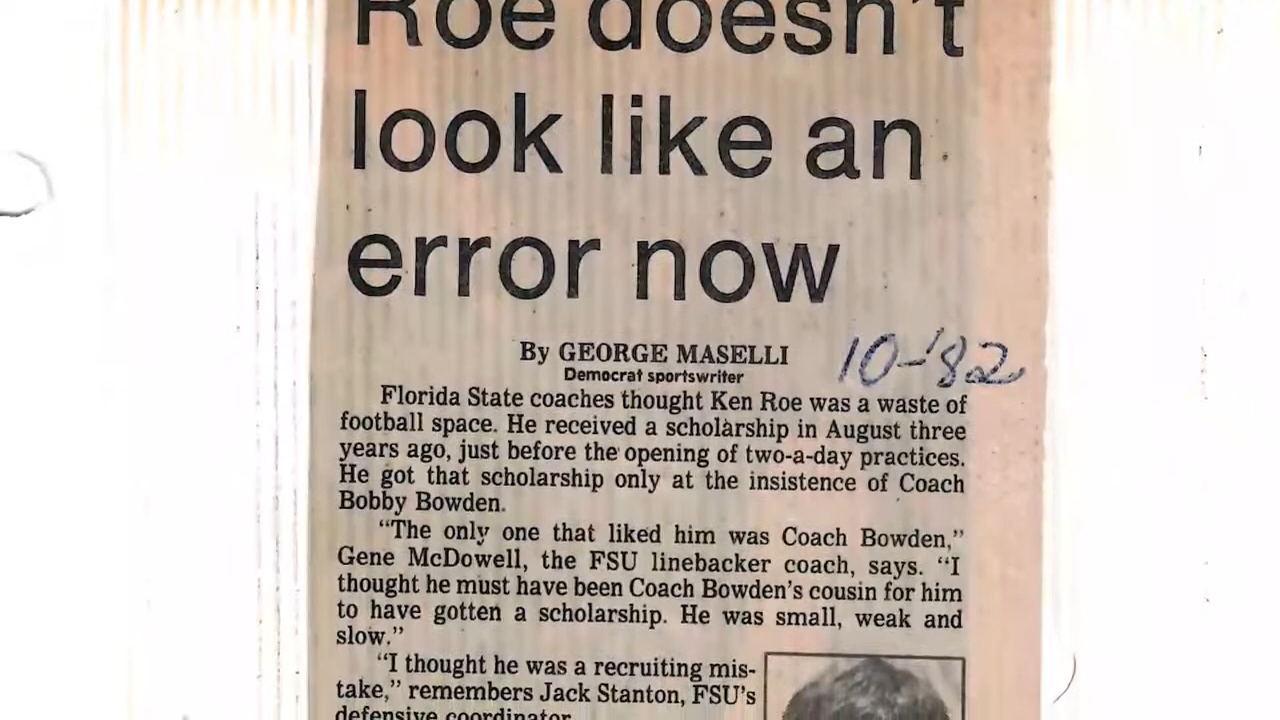 Roe doesn't
look like an
error now
By GEORGE MASELLI
10-'82
Democrat sportswriter
Florida State coaches thought Ken Roe was a waste of
football space. He received a scholarship in August three
years ago, just before the opening of two-a-day practices.
He got that scholarship only at the insistence of Coach
Bobby Bowden.
“The only one that liked him was Coach Bowden,”
Gene McDowell, the FSU linebacker coach, says. “I
thought he must have been Coach Bowden's cousin for him
to have gotten a scholarship. He was small, weak and
slow.”
“I thought he was a recruiting mis-
take,” remembers Jack Stanton, FSU's
defensive coordinator.